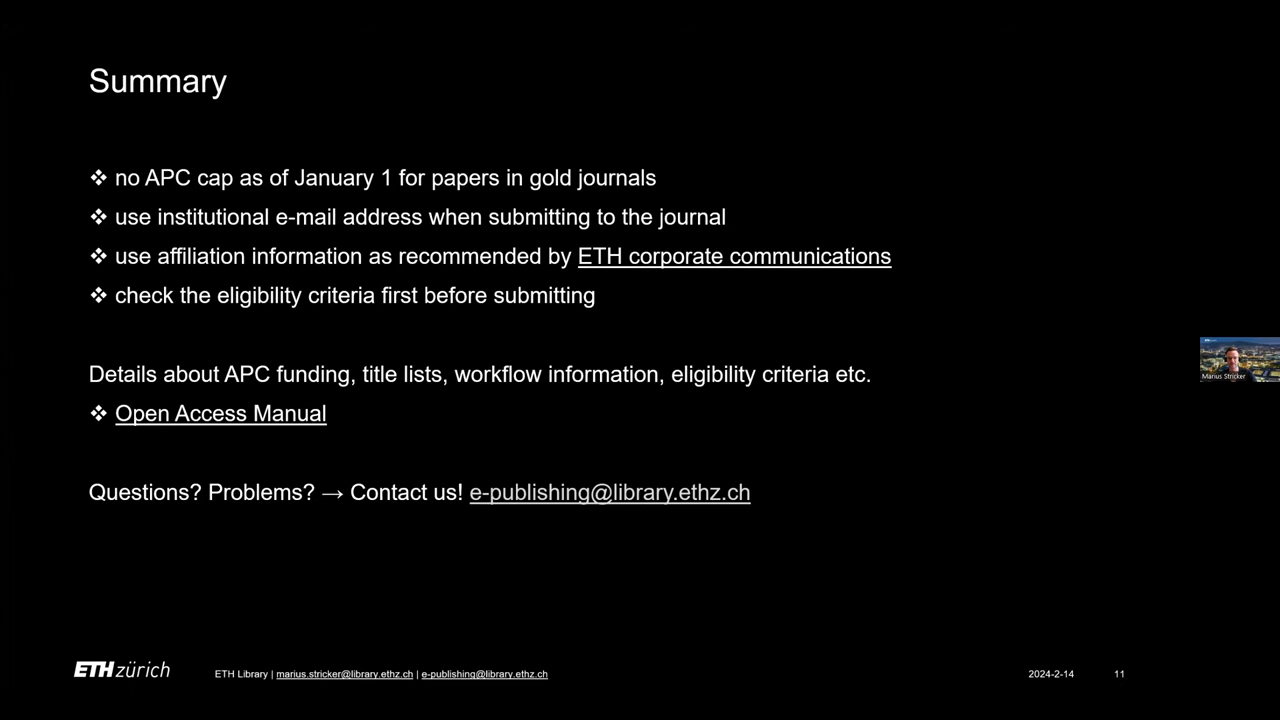 Summary
❖ no APC cap as of January 1 for papers in gold journals
❖ use institutional e-mail address when submitting to the journal
❖ use affiliation information as recommended by ETH corporate communications
❖ check the eligibility criteria first before submitting
Details about APC funding, title lists, workflow information, eligibility criteria etc.
❖ Open Access Manual
Questions? Problems? → Contact us! e-publishing@library.ethz.ch
Marius Stricker
ETH zürich
ETH Library | marius.stricker@library.ethz.ch | e-publishing@library.ethz.ch
2024-2-14
11